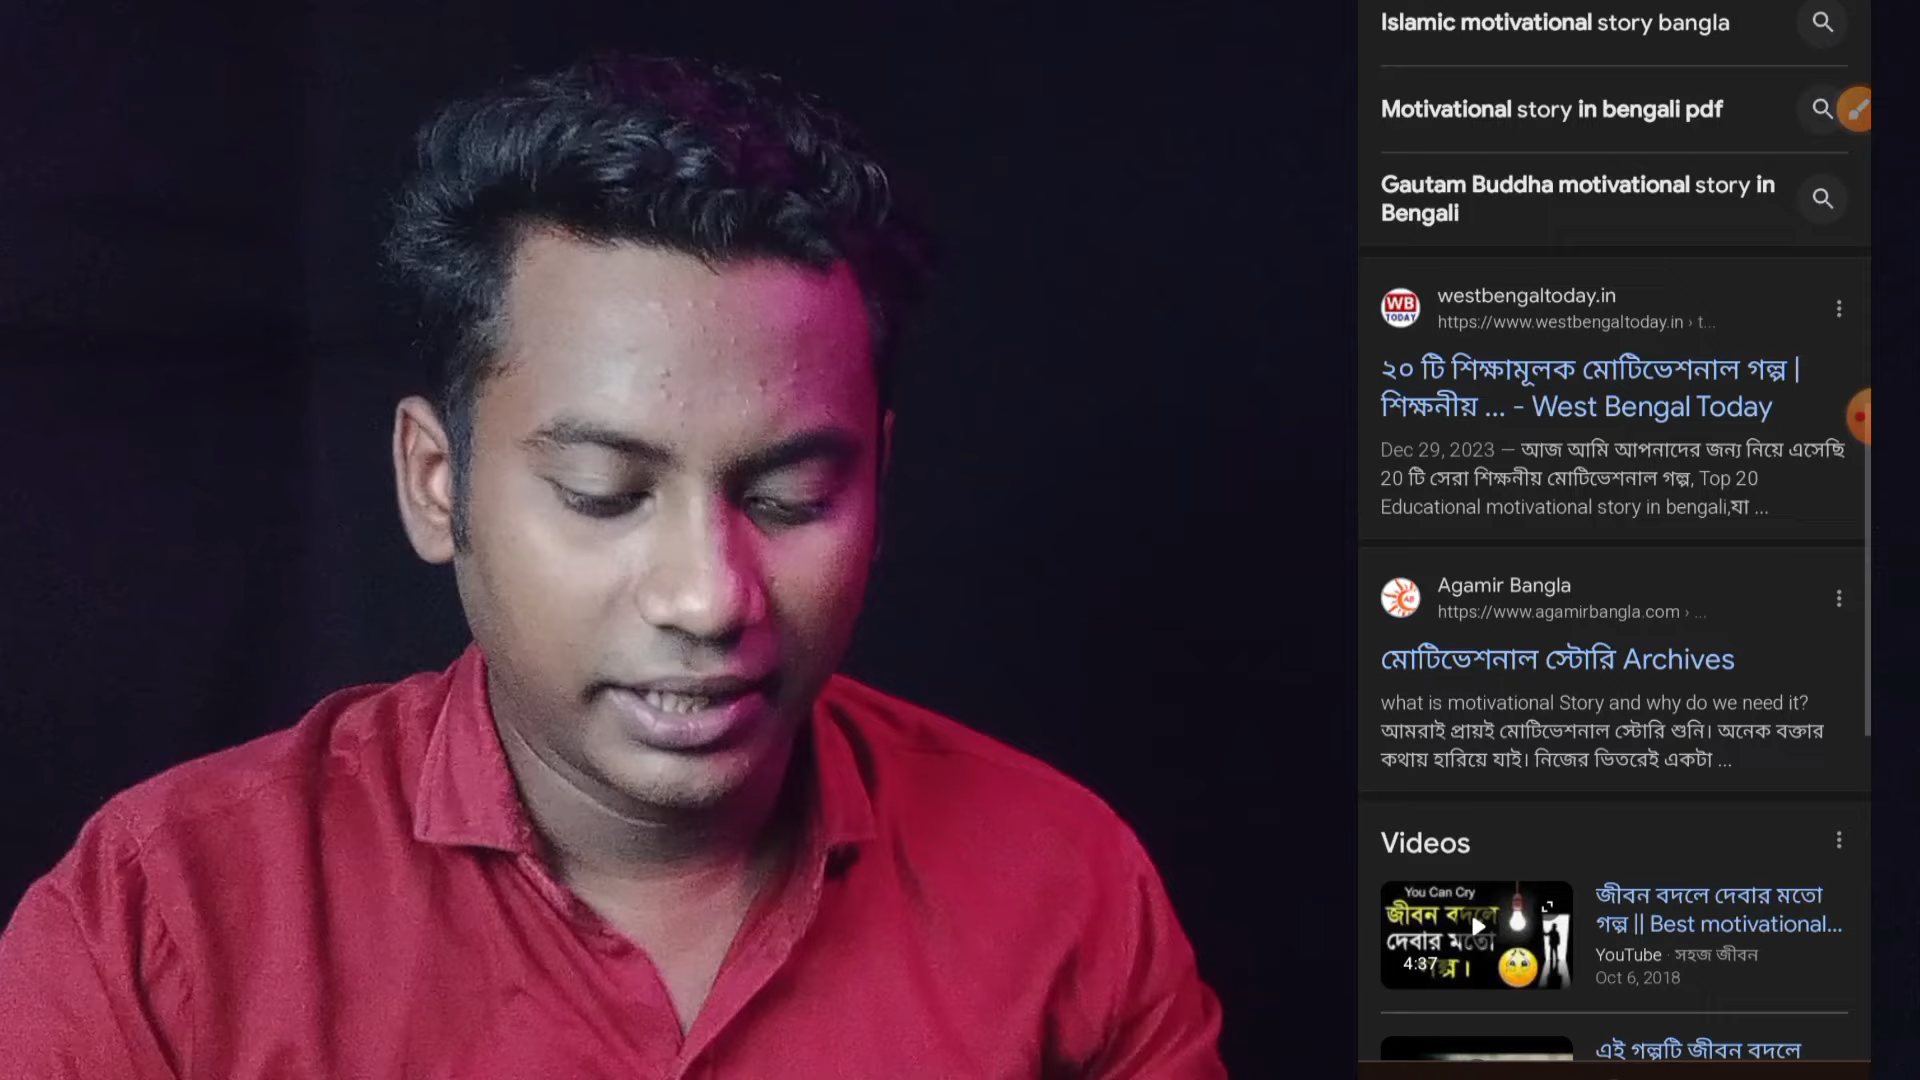 Islamic motivational story bangla
Motivational story in bengali pdf
Gautam Buddha motivational story in
Bengali
WB
TODAY
westbengaltoday.in
https://www.westbengaltoday.in › t...
২০ টি শিক্ষামূলক মোটিভেশনাল গল্প |
শিক্ষনীয় ... - West Bengal Today
Dec 29, 2023 — আজ আমি আপনাদের জন্য নিয়ে এসেছি
20 টি সেরা শিক্ষনীয় মোটিভেশনাল গল্প, Top 20
Educational motivational story in bengali,যা ...
AB
Agamir Bangla
https://www.agamirbangla.com › ...
মোটিভেশনাল স্টোরি Archives
what is motivational Story and why do we need it?
আমরাই প্রায়ই মোটিভেশনাল স্টোরি শুনি। অনেক বক্তার
কথায় হারিয়ে যাই। নিজের ভিতরেই একটা ...
Videos
You Can Cry
জীবন বদলে
দেবার মতো
4:37
জীবন বদলে দেবার মতো
গল্প || Best motivational...
YouTube · সহজ জীবন
Oct 6, 2018
এই গল্পটি জীবন বদলে